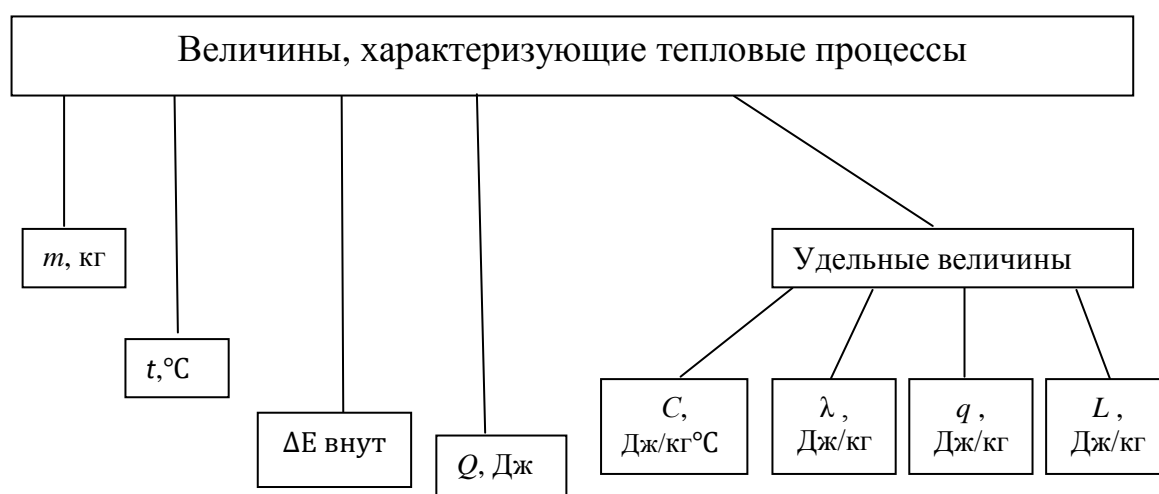 Величины, характеризующие тепловые процессы
m, кг
Удельные величины
t,°C
ΔE внут
Q, Дж
C,
Дж/кг°C
λ ,
Дж/кг
q ,
Дж/кг
L ,
Дж/кг